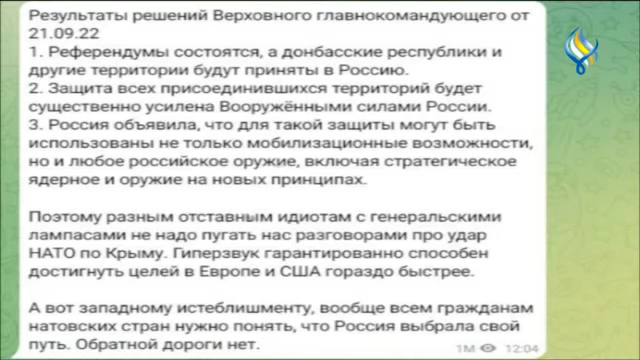 Результаты решений Верховного главнокомандующего от
21.09.22
1. Референдумы состоятся, а донбасские республики и
другие территории будут приняты в Россию.
2. Защита всех присоединившихся территорий будет
существенно усилена Вооружёнными силами России.
3. Россия объявила, что для такой защиты могут быть
использованы не только мобилизационные возможности,
но и любое российское оружие, включая стратегическое
ядерное и оружие на новых принципах.
Поэтому разным отставным идиотам с генеральскими
лампасами не надо пугать нас разговорами про удар
НАТО по Крыму. Гиперзвук гарантированно способен
достигнуть целей в Европе и США гораздо быстрее.
А вот западному истеблишменту, вообще всем гражданам
натовских стран нужно понять, что Россия выбрала свой
путь. Обратной дороги нет.
1M 12:04